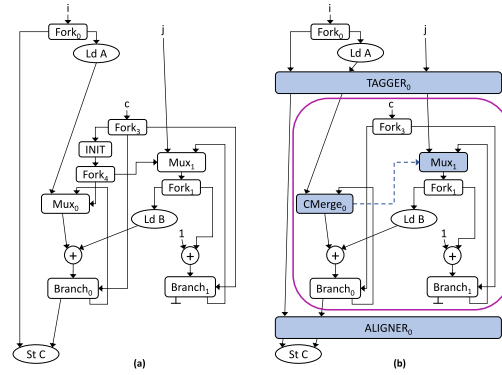 i
Fork0
j
Ld A
c
Fork3
INIT
Fork4
Mux1
Fork1
Mux0
Ld B
1
+
+
Branch0
Branch1
St C
(a)
i
Fork0
j
Ld A
TAGGER0
c
Fork3
Mux1
Fork1
CMerge0
Ld B
1
+
+
Branch0
Branch1
ALIGNER0
St C
(b)